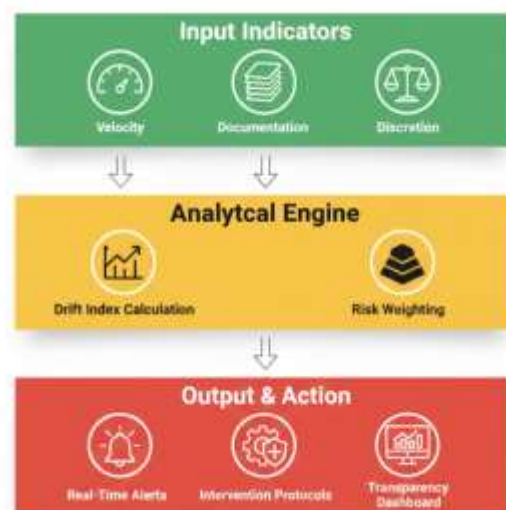 Input Indicators
Velocity Documentation Discretion
Analytcal Engine
Drift Index Calculation Risk Weighting
Output & Action
Real-Time Alerts Intervention Protocols Transparency
Dashboard